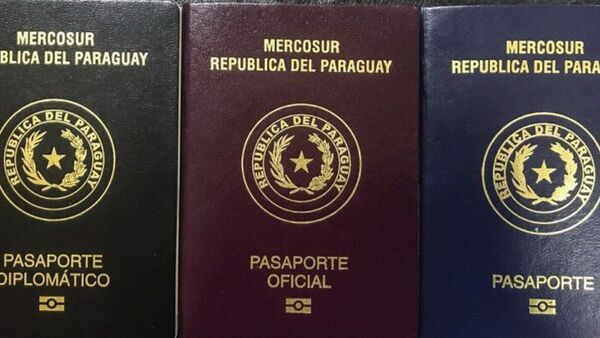 MERCOSUR
BLICA DEL PARAGUAY
REPUBLICA DEL PARAGUAY
PASAPORTE
DIPLOMÁTICO
MERCOSUR
REPUBLICA DEL PARAGUAY
REPUBLICA DEL PARAGUAY
PASAPORTE
OFICIAL
MERCOSUR
REPUBLICA DEL PARA
REPUBLICA DEL PARAGUAY
PASAPORTE